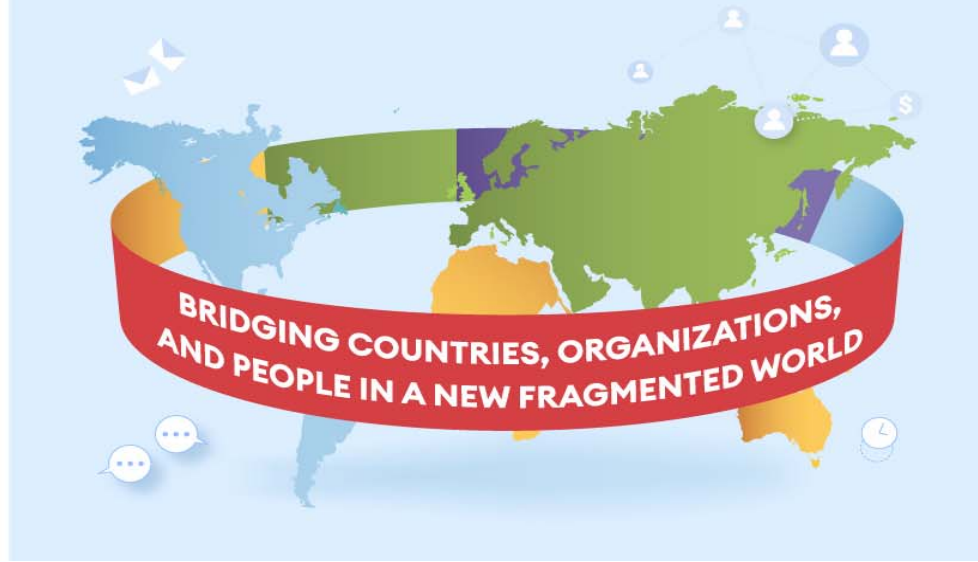 BRIDGING COUNTRIES, ORGANIZATIONS,
AND PEOPLE IN A NEW FRAGMENTED WORLD
$